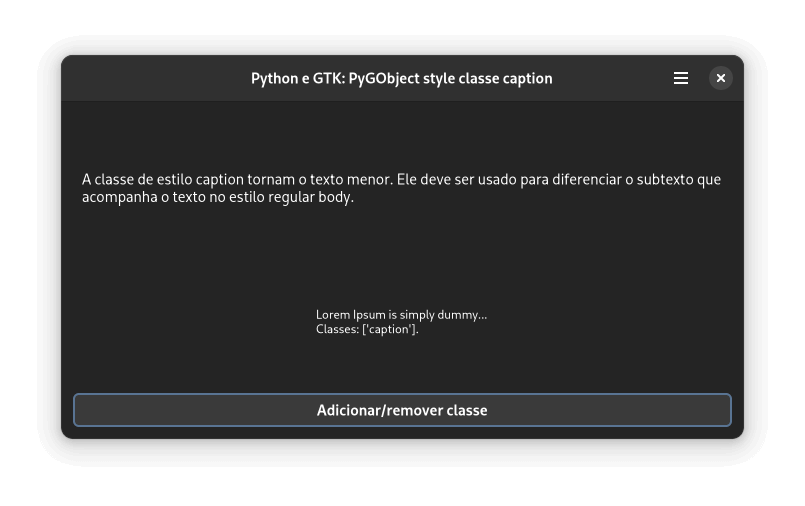 Python e GTK: PyGObject style classe caption
A classe de estilo caption tornam o texto menor. Ele deve ser usado para diferenciar o subtexto que
acompanha o texto no estilo regular body.
Lorem Ipsum is simply dummy...
Classes: ['caption'].
Adicionar/remover classe